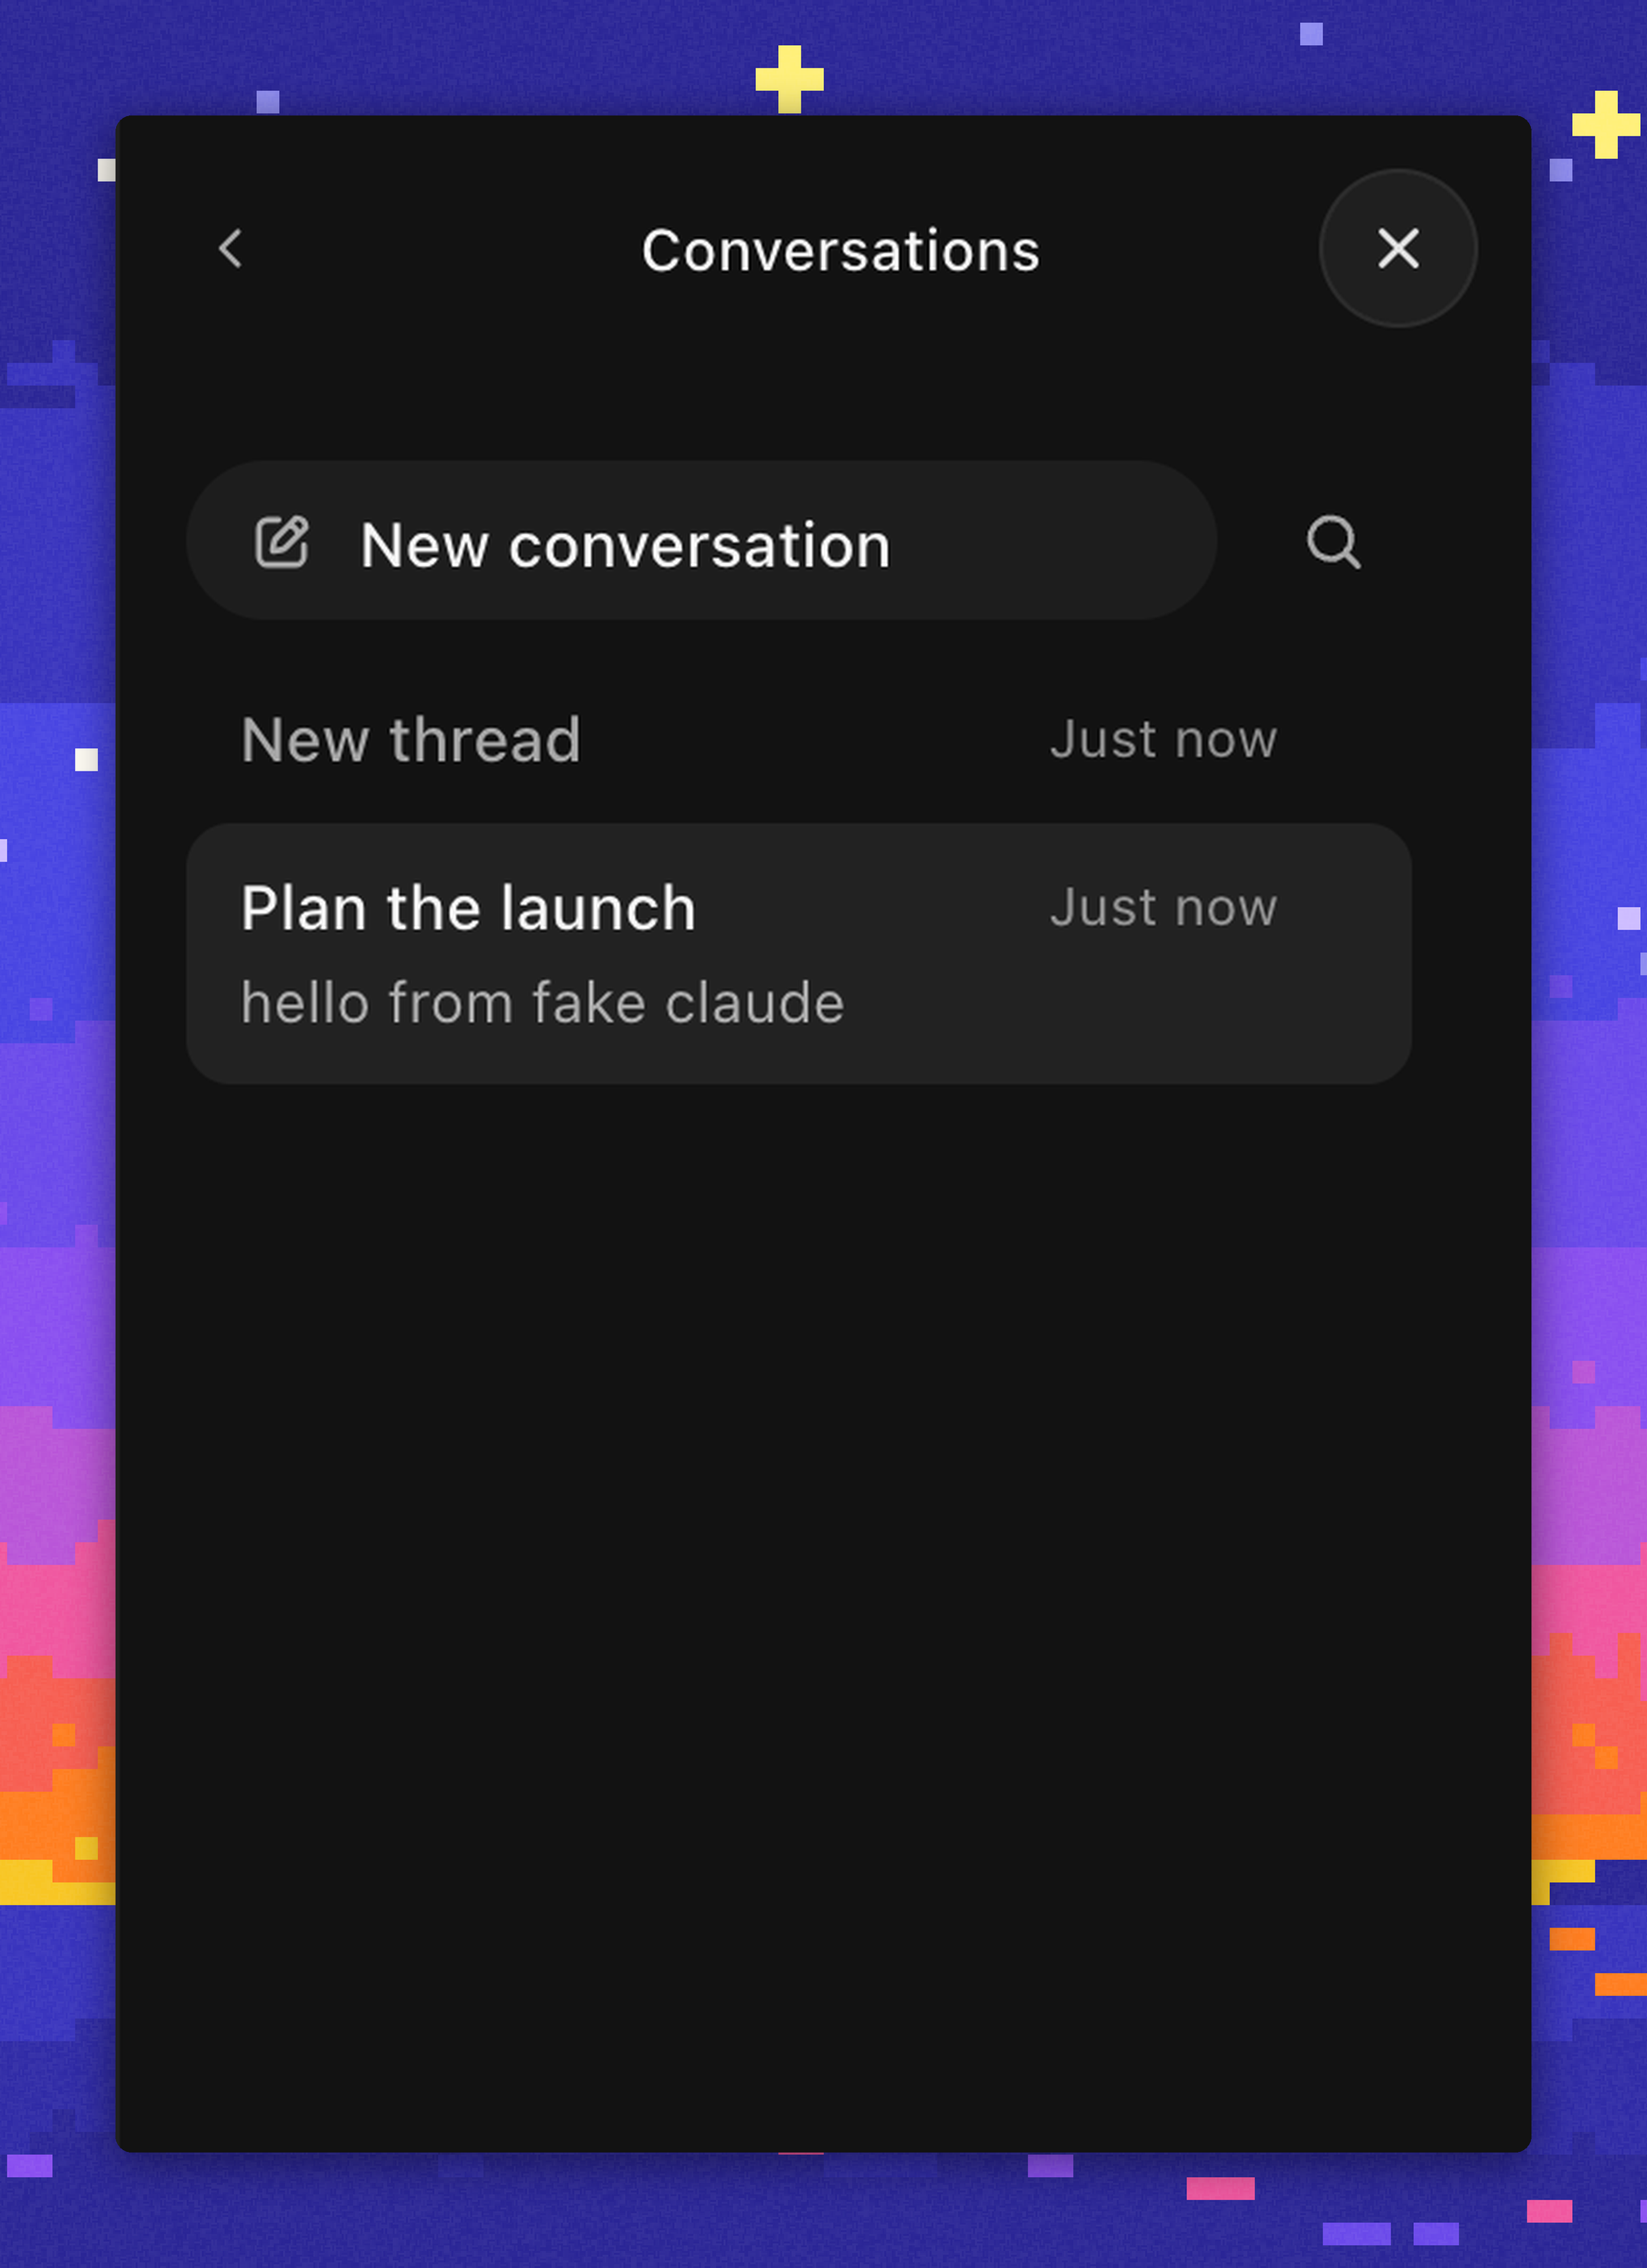 Conversations
New conversation
New thread Just now
Plan the launch Just now
hello from fake claude